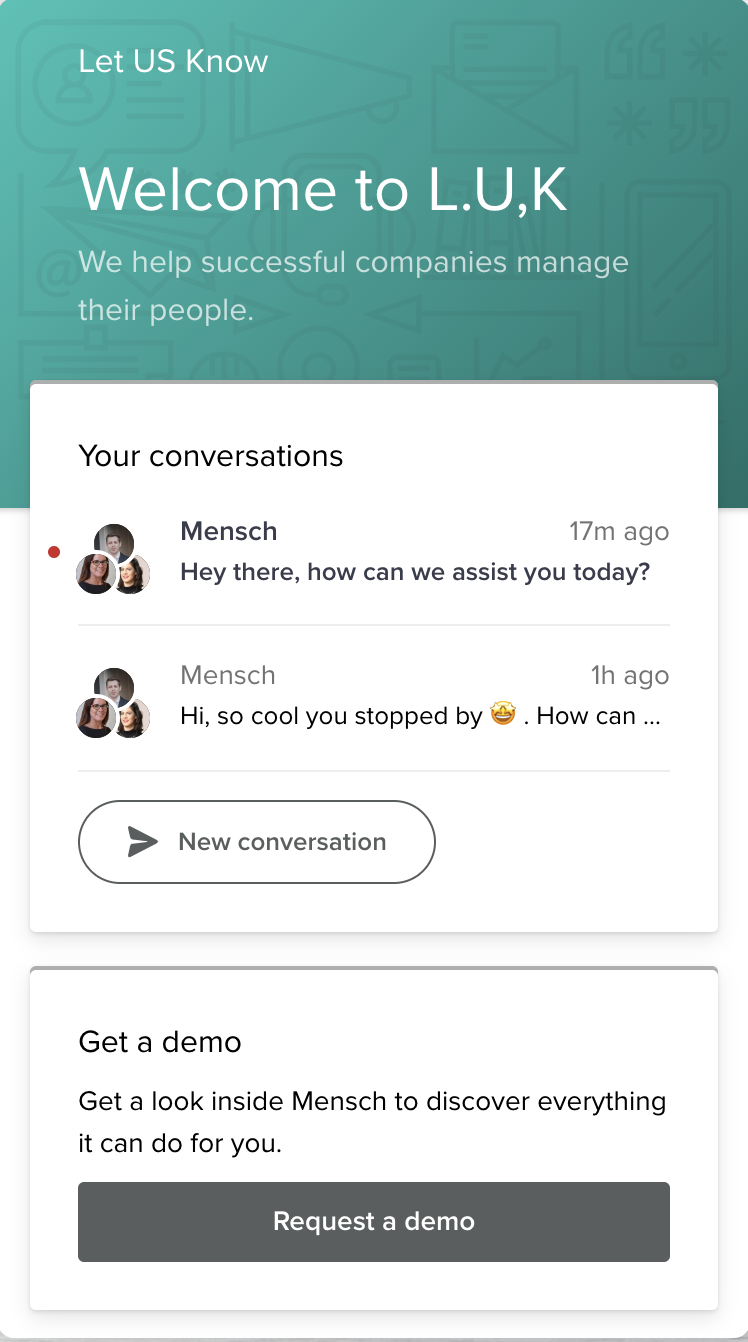 Let US Know
Welcome to L.U,K
We help successful companies manage
their people.
Your conversations
Mensch 17m ago
Hey there, how can we assist you today?
Mensch 1h ago
Hi, so cool you stopped by 🤩 . How can ...
New conversation
Get a demo
Get a look inside Mensch to discover everything
it can do for you.
Request a demo